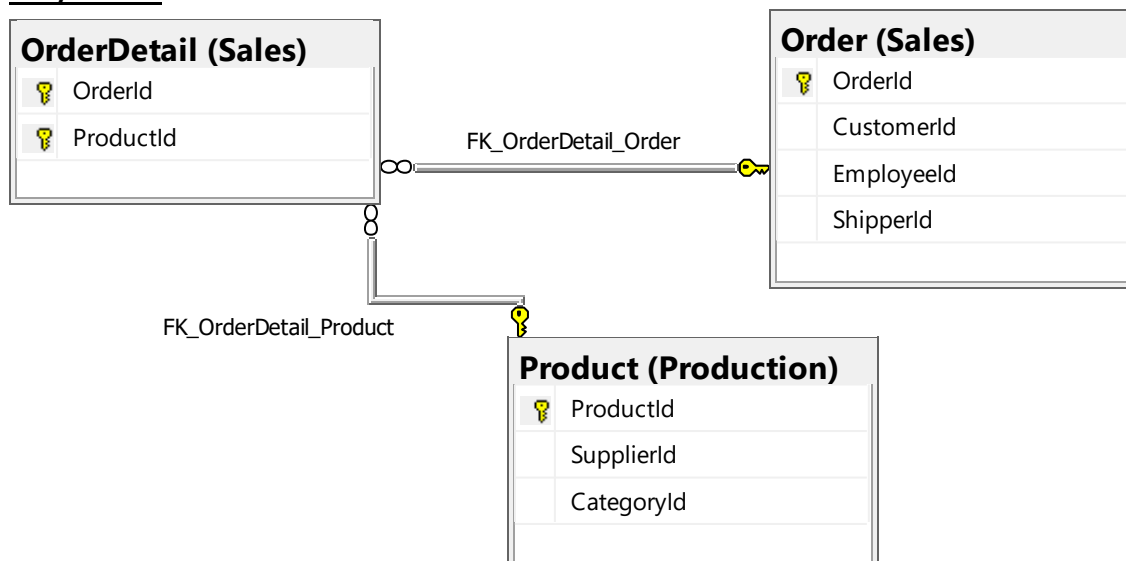 OrderDetail (Sales)
OrderId
ProductId
FK_OrderDetail_Order
Order (Sales)
OrderId
CustomerId
EmployeeId
ShipperId
FK_OrderDetail_Product
Product (Production)
ProductId
SupplierId
CategoryId